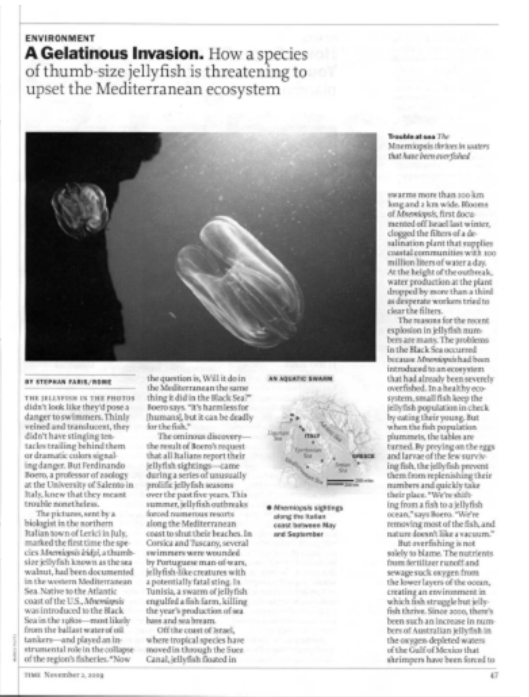 ENVIRONMENT
A Gelatinous Invasion. How a species
of thumb-size jellyfish is threatening to
upset the Mediterranean ecosystem
Trouble at sea The
Mnemiopsis thrives in waters
that have been overfished
BY STEPHAN FARIS/ROME
THE JELLYFISH IN THE PHOTOS
didn't look like they'd pose a
danger to swimmers. Thinly
veined and translucent, they
didn't have stinging ten-
tacles trailing behind them
or dramatic colors signal-
ing danger. But Ferdinando
Boero, a professor of zoology
at the University of Salento in
Italy, knew that they meant
trouble nonetheless.
The pictures, sent by a
biologist in the northern
Italian town of Lerici in July,
marked the first time the spe-
cies Mnemiopsis leidyi, a thumb-
size jellyfish known as the sea
walnut, had been documented
in the western Mediterranean
Sea. Native to the Atlantic
coast of the U.S., Mnemiopsis
was introduced to the Black
Sea in the 1980s—most likely
from the ballast water of oil
tankers—and played an in-
strumental role in the collapse
of the region's fisheries. "Now
the question is, Will it do in
the Mediterranean the same
thing it did in the Black Sea?"
Boero says. "It's harmless for
[humans], but it can be deadly
for the fish."
The ominous discovery—
the result of Boero's request
that all Italians report their
jellyfish sightings—came
during a series of unusually
prolific jellyfish seasons
over the past five years. This
summer, jellyfish outbreaks
forced numerous resorts
along the Mediterranean
coast to shut their beaches. In
Corsica and Tuscany, several
swimmers were wounded
by Portuguese man-of-wars,
jellyfish-like creatures with
a potentially fatal sting. In
Tunisia, a swarm of jellyfish
engulfed a fish farm, killing
the year's production of sea
bass and sea bream.
Off the coast of Israel,
where tropical species have
moved in through the Suez
Canal, jellyfish floated in
AN AQUATIC SWARM
Ligurian
Sea
ITALY
Tyrrhenian
Sea
Ionian
Sea
GREECE
Mnemiopsis sightings
along the Italian
coast between May
and September
swarms more than 100 km
long and 2 km wide. Blooms
of Mnemiopsis, first docu-
mented off Israel last winter,
clogged the filters of a de-
salination plant that supplies
coastal communities with 100
million liters of water a day.
At the height of the outbreak,
water production at the plant
dropped by more than a third
as desperate workers tried to
clear the filters.
The reasons for the recent
explosion in jellyfish num-
bers are many. The problems
in the Black Sea occurred
because Mnemiopsis had been
introduced to an ecosystem
that had already been severely
overfished. In a healthy eco-
system, small fish keep the
jellyfish population in check
by eating their young. But
when the fish population
plummets, the tables are
turned. By preying on the eggs
and larvae of the few surviv-
ing fish, the jellyfish prevent
them from replenishing their
numbers and quickly take
their place. "We're shift-
ing from a fish to a jellyfish
ocean," says Boero. "We're
removing most of the fish, and
nature doesn't like a vacuum."
But overfishing is not
solely to blame. The nutrients
from fertilizer runoff and
sewage suck oxygen from
the lower layers of the ocean,
creating an environment in
which fish struggle but jelly-
fish thrive. Since 2000, there's
been such an increase in num-
bers of Australian jellyfish in
the oxygen-depleted waters
of the Gulf of Mexico that
shrimpers have been forced to
TIME November 2, 2009
47